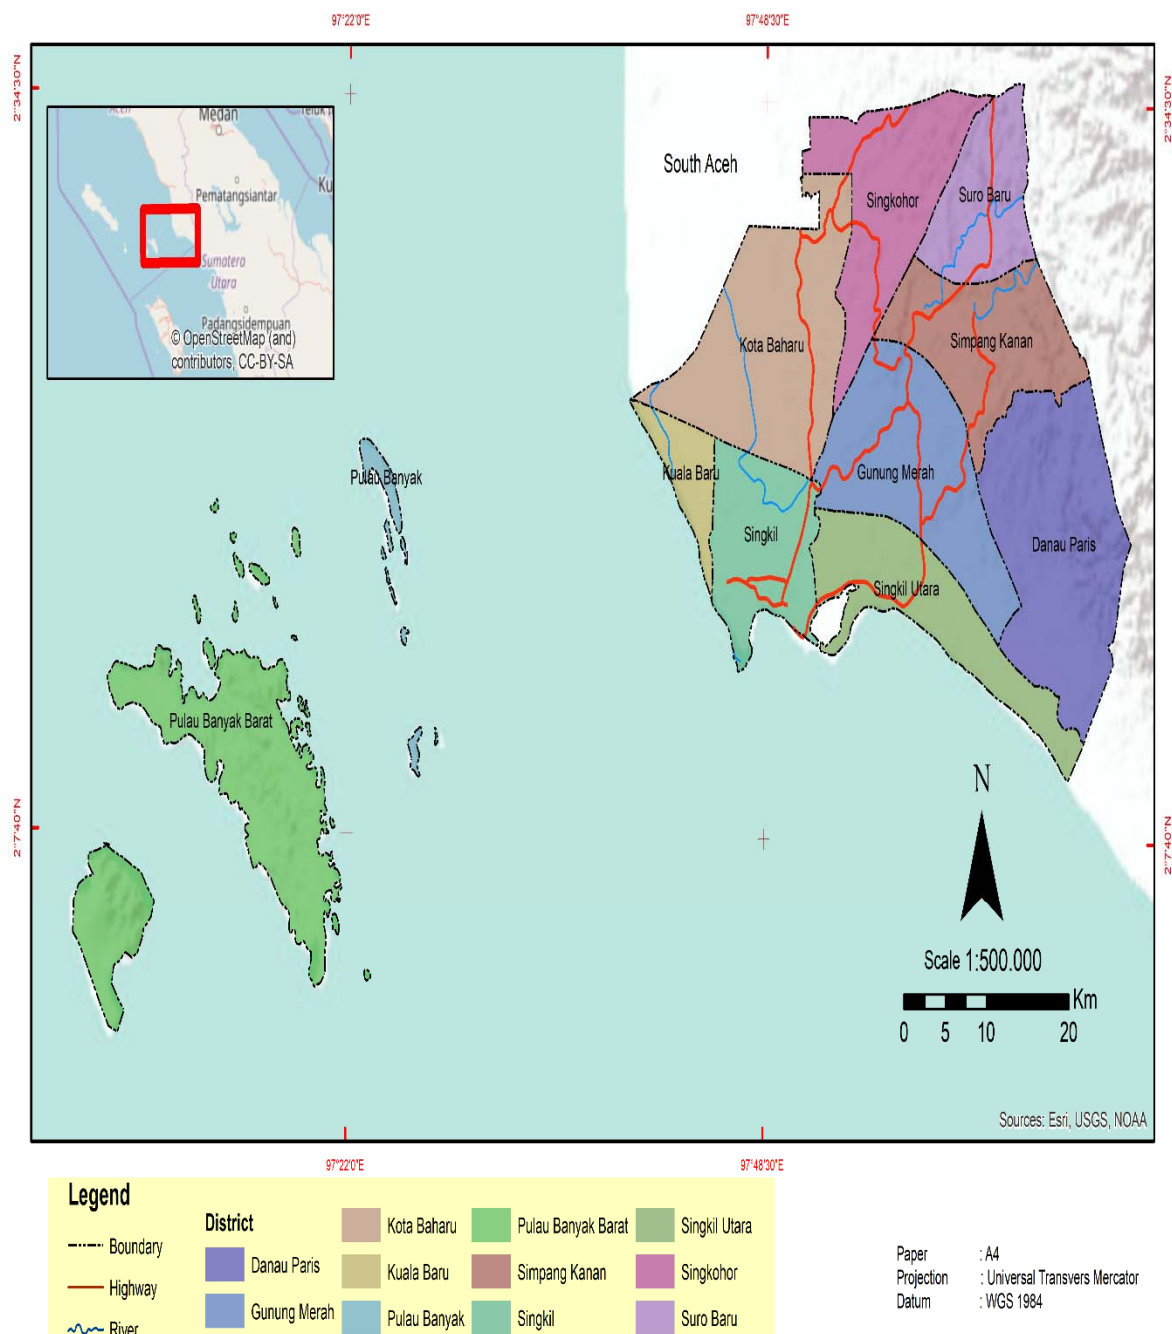 97°22'0"E
97°48'30"E
2°34'30"N
2°34'30"N
Aceh
Medan
Pematangsiantar
Ku
Sumatera
Utara
Padangsidempuan
© OpenStreetMap (and)
contributors, CC-BY-SA
South Aceh
Singkohor
Suro Baru
Kota Baharu
Simpang Kanan
Pulau Banyak
Kuala Baru
Gunung Merah
Singkil
Danau Paris
Singkil Utara
Pulau Banyak Barat
N
2°7'40"N
2°7'40"N
Scale 1:500.000
Km
0 5 10 20
Sources: Esri, USGS, NOAA
97°22'0"E
97°48'30"E
Legend
Boundary
Highway
River
District
Danau Paris
Gunung Merah
Kota Baharu
Kuala Baru
Pulau Banyak
Pulau Banyak Barat
Simpang Kanan
Singkil
Singkil Utara
Singkohor
Suro Baru
Paper : A4
Projection : Universal Transvers Mercator
Datum : WGS 1984